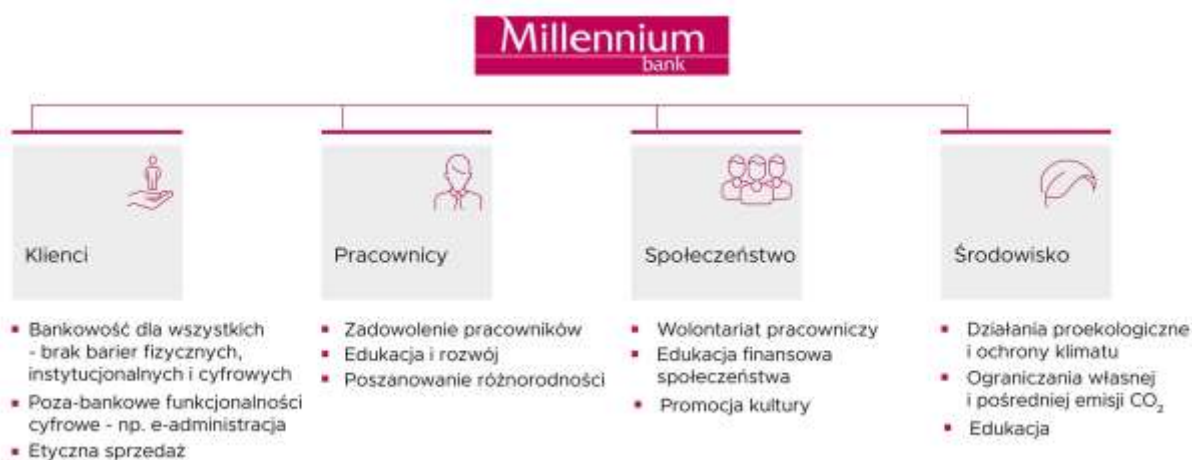 Millennium
bank
Klienci
Bankowość dla wszystkich
- brak barier fizycznych,
instytucjonalnych i cyfrowych
Poza-bankowe funkcjonalności
cyfrowe - np. e-administracja
Etyczna sprzedaż
Pracownicy
Zadowolenie pracowników
Edukacja i rozwój
Poszanowanie różnorodności
Społeczeństwo
Wolontariat pracowniczy
Edukacja finansowa
społeczeństwa
Promocja kultury
Środowisko
Działania proekologiczne
i ochrony klimatu
Ograniczania własnej
i pośredniej emisji CO₂
Edukacja